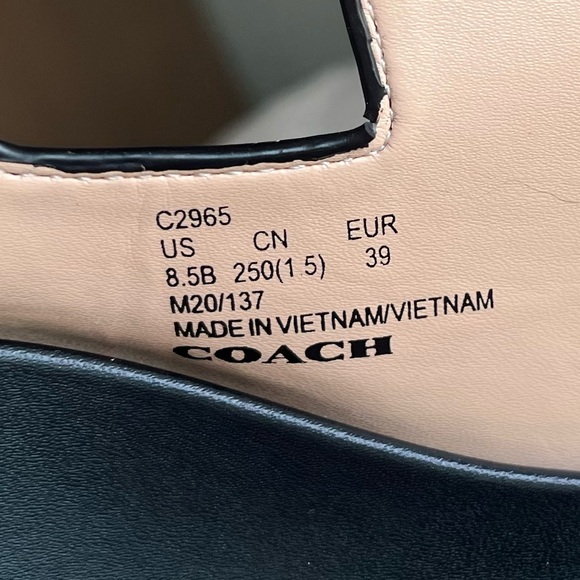 C2965
US CN EUR
8.5B 250(1 5) 39
M20/137
MADE IN VIETNAM/VIETNAM
COACH